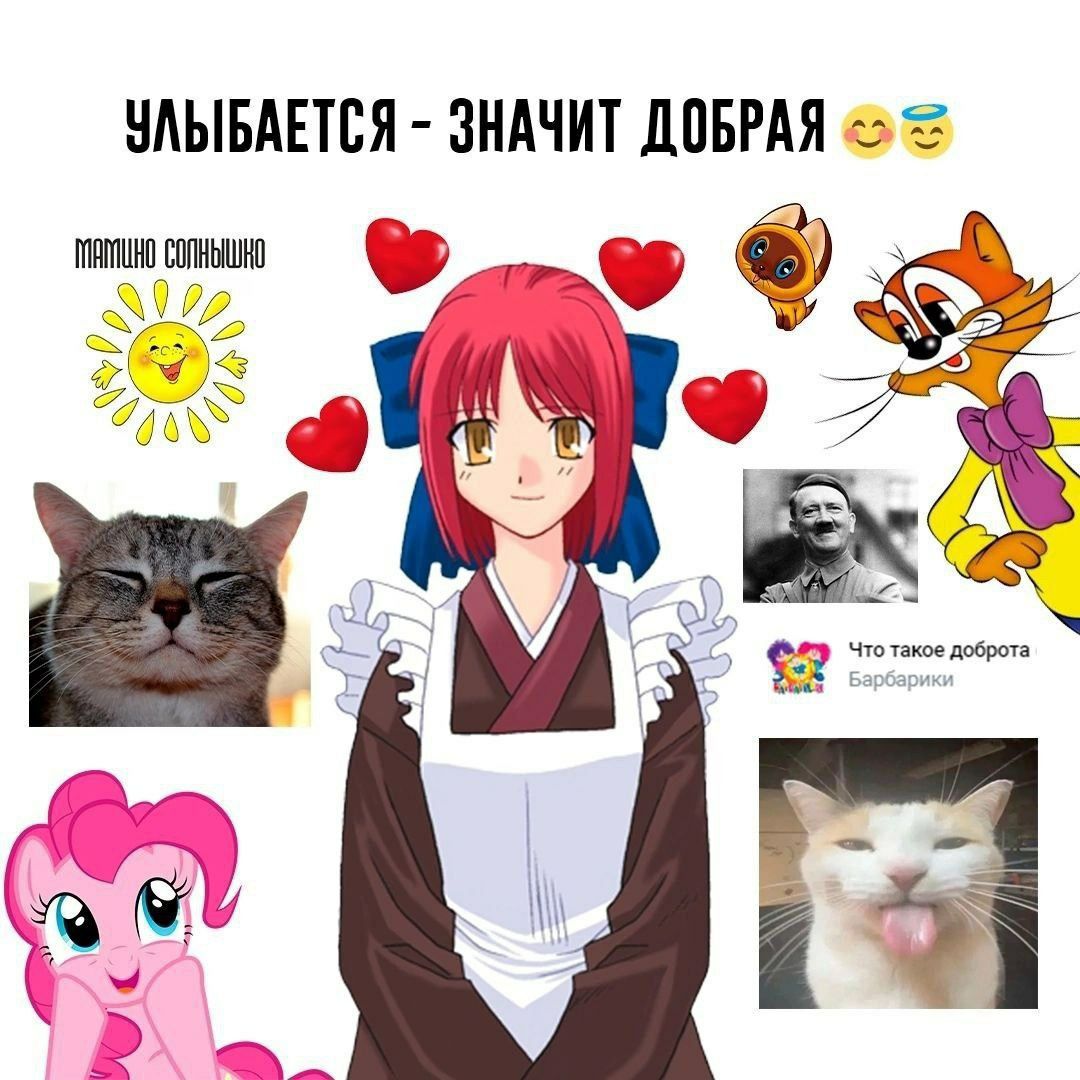 УЛЫБАЕТСЯ - ЗНАЧИТ ДОБРАЯ 😊😇
МАМИНО СОЛНЫШКО
Что такое доброта
Барбарики